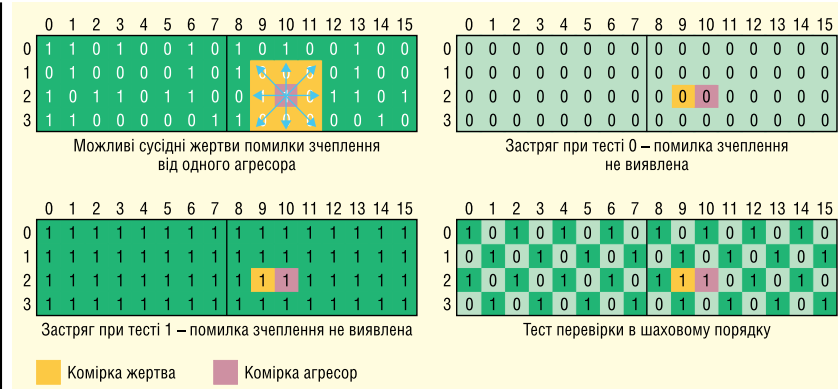 0 1 2 3 4 5 6 7 8 9 10 11 12 13 14 15
0 1 1 0 1 0 0 1 0 1 0 1 0 0 1 0 0
1 0 1 0 0 0 0 1 1 1 0 0 0 0
2 1 0 1 1 0 1 1 0 0 1 1 1 0 1
3 1 1 0 0 0 0 0 1 1 0 0 1 0
Можливі сусідні жертви помилки зчеплення
від одного агресора
0 1 2 3 4 5 6 7 8 9 10 11 12 13 14 15
0 0 0 0 0 0 0 0 0 0 0 0 0 0 0 0 0
1 0 0 0 0 0 0 0 0 0 0 0 0 0 0 0 0
2 0 0 0 0 0 0 0 0 0 0 0 0 0 0 0 0
3 0 0 0 0 0 0 0 0 0 0 0 0 0 0 0 0
Застряг при тесті 0 – помилка зчеплення
не виявлена
0 1 2 3 4 5 6 7 8 9 10 11 12 13 14 15
0 1 1 1 1 1 1 1 1 1 1 1 1 1 1 1 1
1 1 1 1 1 1 1 1 1 1 1 1 1 1 1 1 1
2 1 1 1 1 1 1 1 1 1 1 1 1 1 1 1 1
3 1 1 1 1 1 1 1 1 1 1 1 1 1 1 1 1
Застряг при тесті 1 – помилка зчеплення не виявлена
0 1 2 3 4 5 6 7 8 9 10 11 12 13 14 15
0 1 0 1 0 1 0 1 0 1 0 1 0 1 0 1 0
1 0 1 0 1 0 1 0 1 0 1 0 1 0 1 0 1
2 1 0 1 0 1 0 1 0 1 1 1 0 1 0 1 0
3 0 1 0 1 0 1 0 1 0 1 0 1 0 1 0 1
Тест перевірки в шаховому порядку
Комірка жертва
Комірка агресор